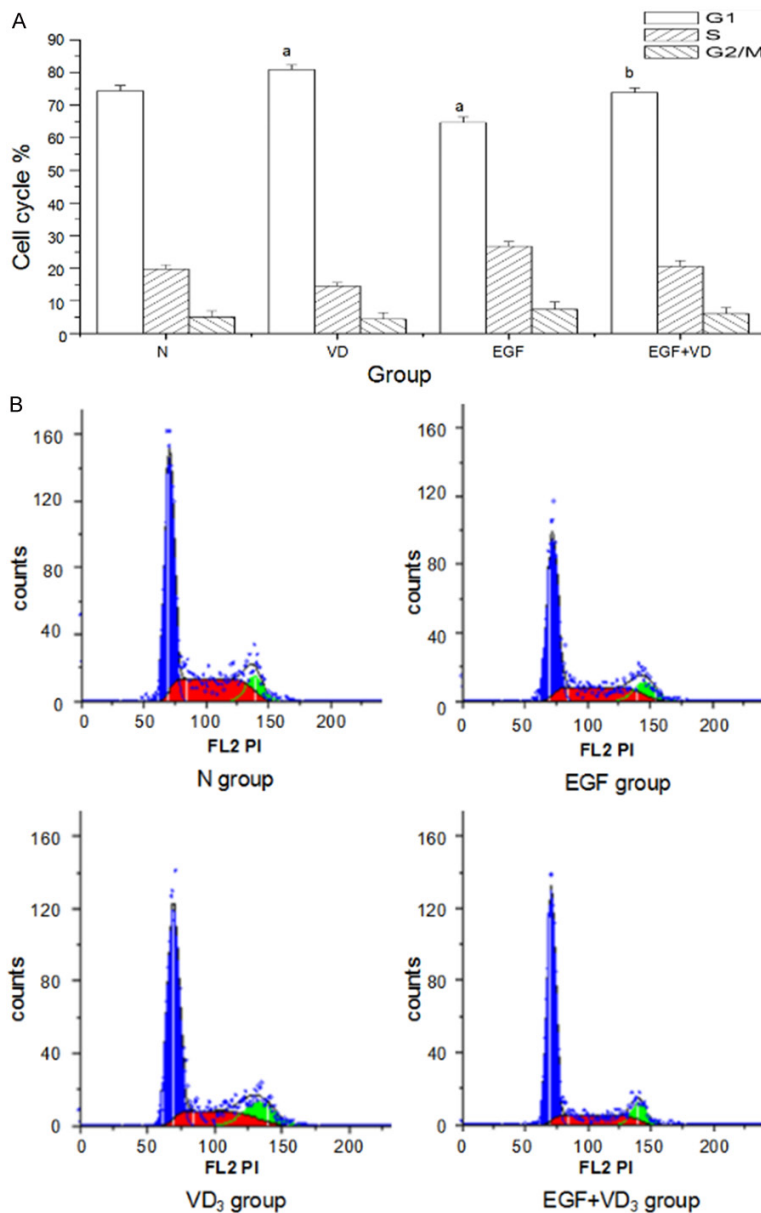 A
G1
S
G2/M
90
80
70
60
50
40
30
20
10
0
Cell cycle %
a
a
b
N VD EGF EGF+VD
Group
B
160
120
80
40
0
counts
0 50 100 150 200
FL2 PI
N group
160
120
80
40
0
counts
0 50 100 150 200
FL2 PI
EGF group
160
120
80
40
0
counts
0 50 100 150 200
FL2 PI
VD₃ group
160
120
80
40
0
counts
0 50 100 150 200
FL2 PI
EGF+VD₃ group